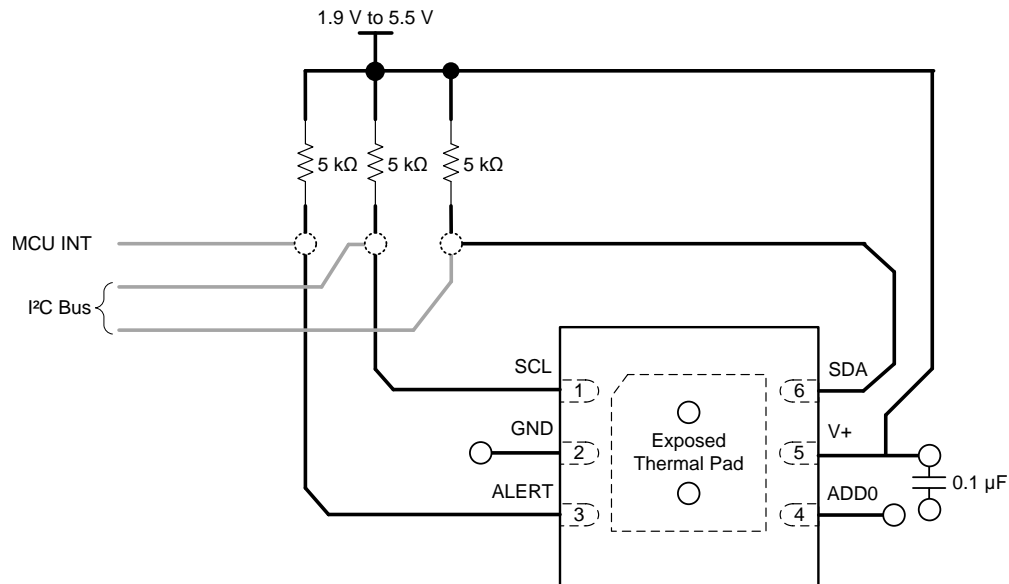 1.9 V to 5.5 V
5 kΩ
5 kΩ
5 kΩ
MCU INT
I²C Bus
SCL
1
SDA
6
GND
2
Exposed
Thermal Pad
V+
5
0.1 µF
ALERT
3
ADD0
4